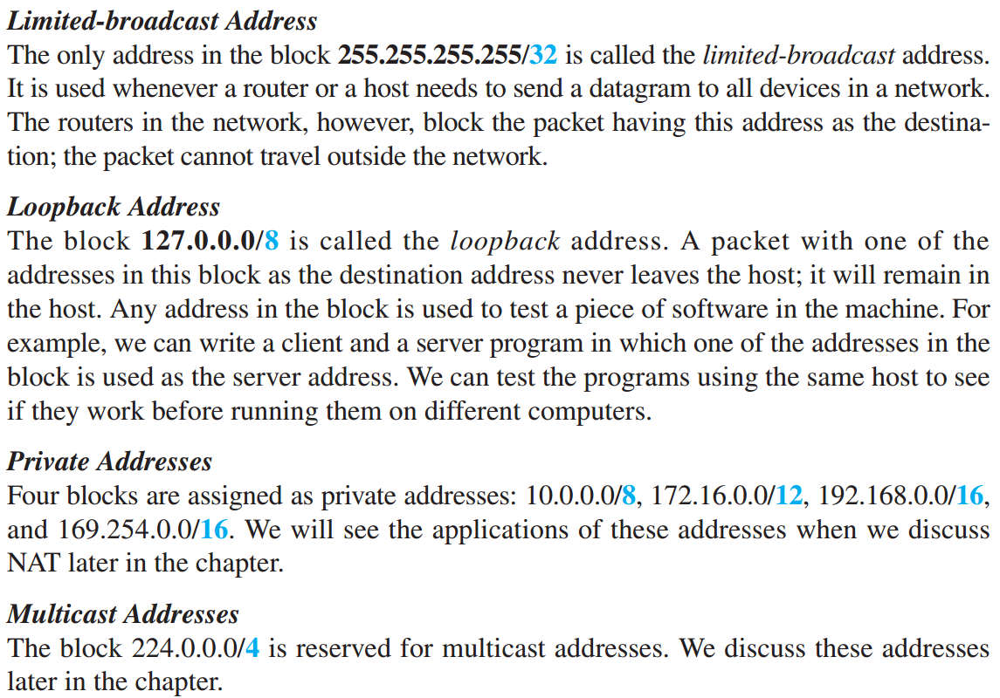 Limited-broadcast Address
The only address in the block 255.255.255.255/32 is called the limited-broadcast address.
It is used whenever a router or a host needs to send a datagram to all devices in a network.
The routers in the network, however, block the packet having this address as the destina-
tion; the packet cannot travel outside the network.
Loopback Address
The block 127.0.0.0/8 is called the loopback address. A packet with one of the
addresses in this block as the destination address never leaves the host; it will remain in
the host. Any address in the block is used to test a piece of software in the machine. For
example, we can write a client and a server program in which one of the addresses in the
block is used as the server address. We can test the programs using the same host to see
if they work before running them on different computers.
Private Addresses
Four blocks are assigned as private addresses: 10.0.0.0/8, 172.16.0.0/12, 192.168.0.0/16,
and 169.254.0.0/16. We will see the applications of these addresses when we discuss
NAT later in the chapter.
Multicast Addresses
The block 224.0.0.0/4 is reserved for multicast addresses. We discuss these addresses
later in the chapter.